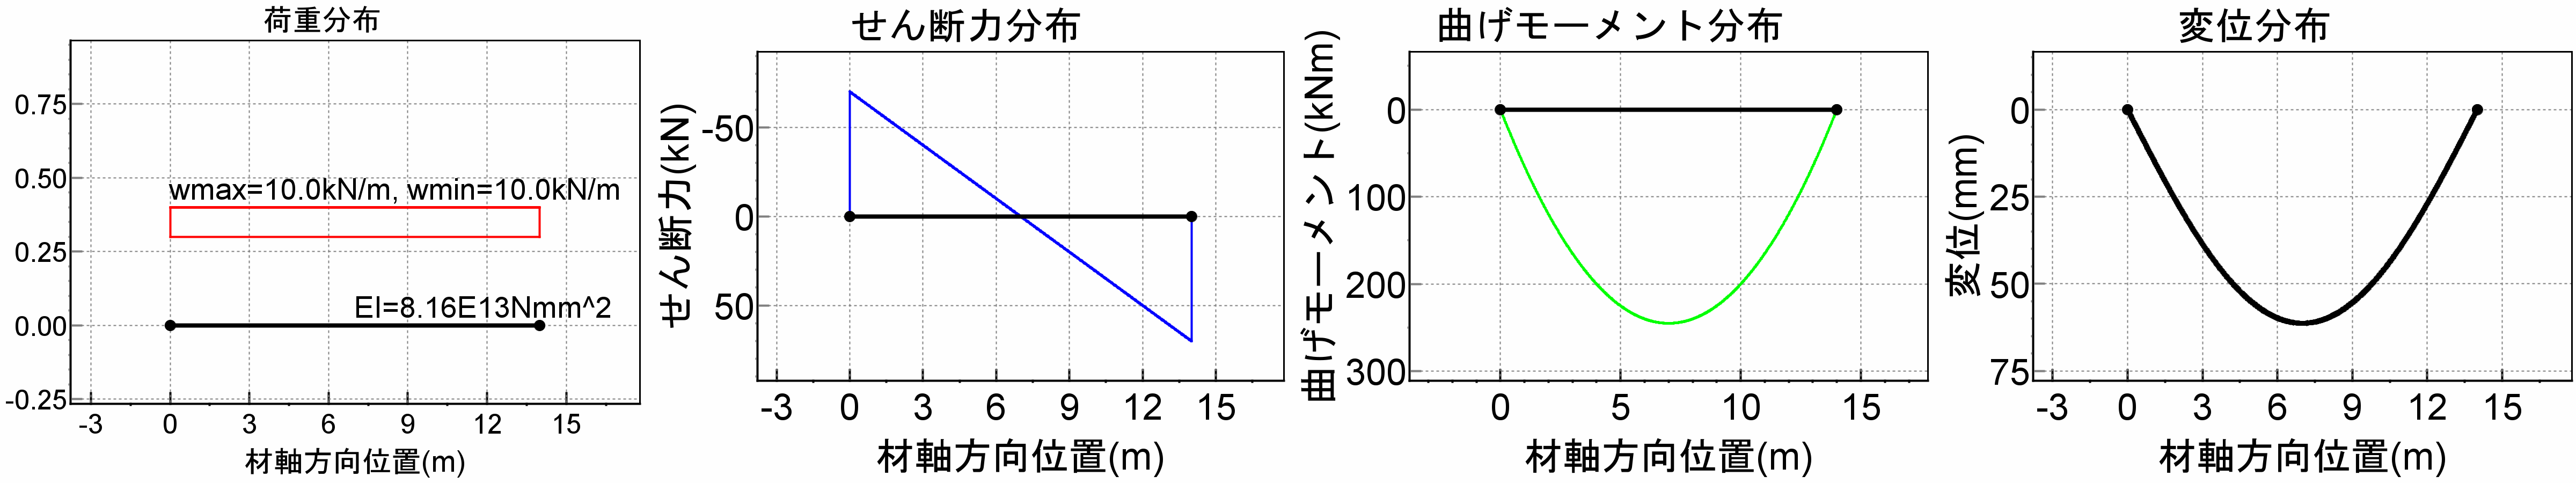 荷重分布
0.75
0.50
0.25
0.00
-0.25
wmax=10.0kN/m, wmin=10.0kN/m
EI=8.16E13Nmm^2
-3 0 3 6 9 12 15
材軸方向位置(m)
せん断力分布
せん断力(kN)
-50
0
50
-3 0 3 6 9 12 15
材軸方向位置(m)
曲げモーメント分布
曲げモーメント(kNm)
0
100
200
300
0 5 10 15
材軸方向位置(m)
変位分布
変位(mm)
0
25
50
75
-3 0 3 6 9 12 15
材軸方向位置(m)